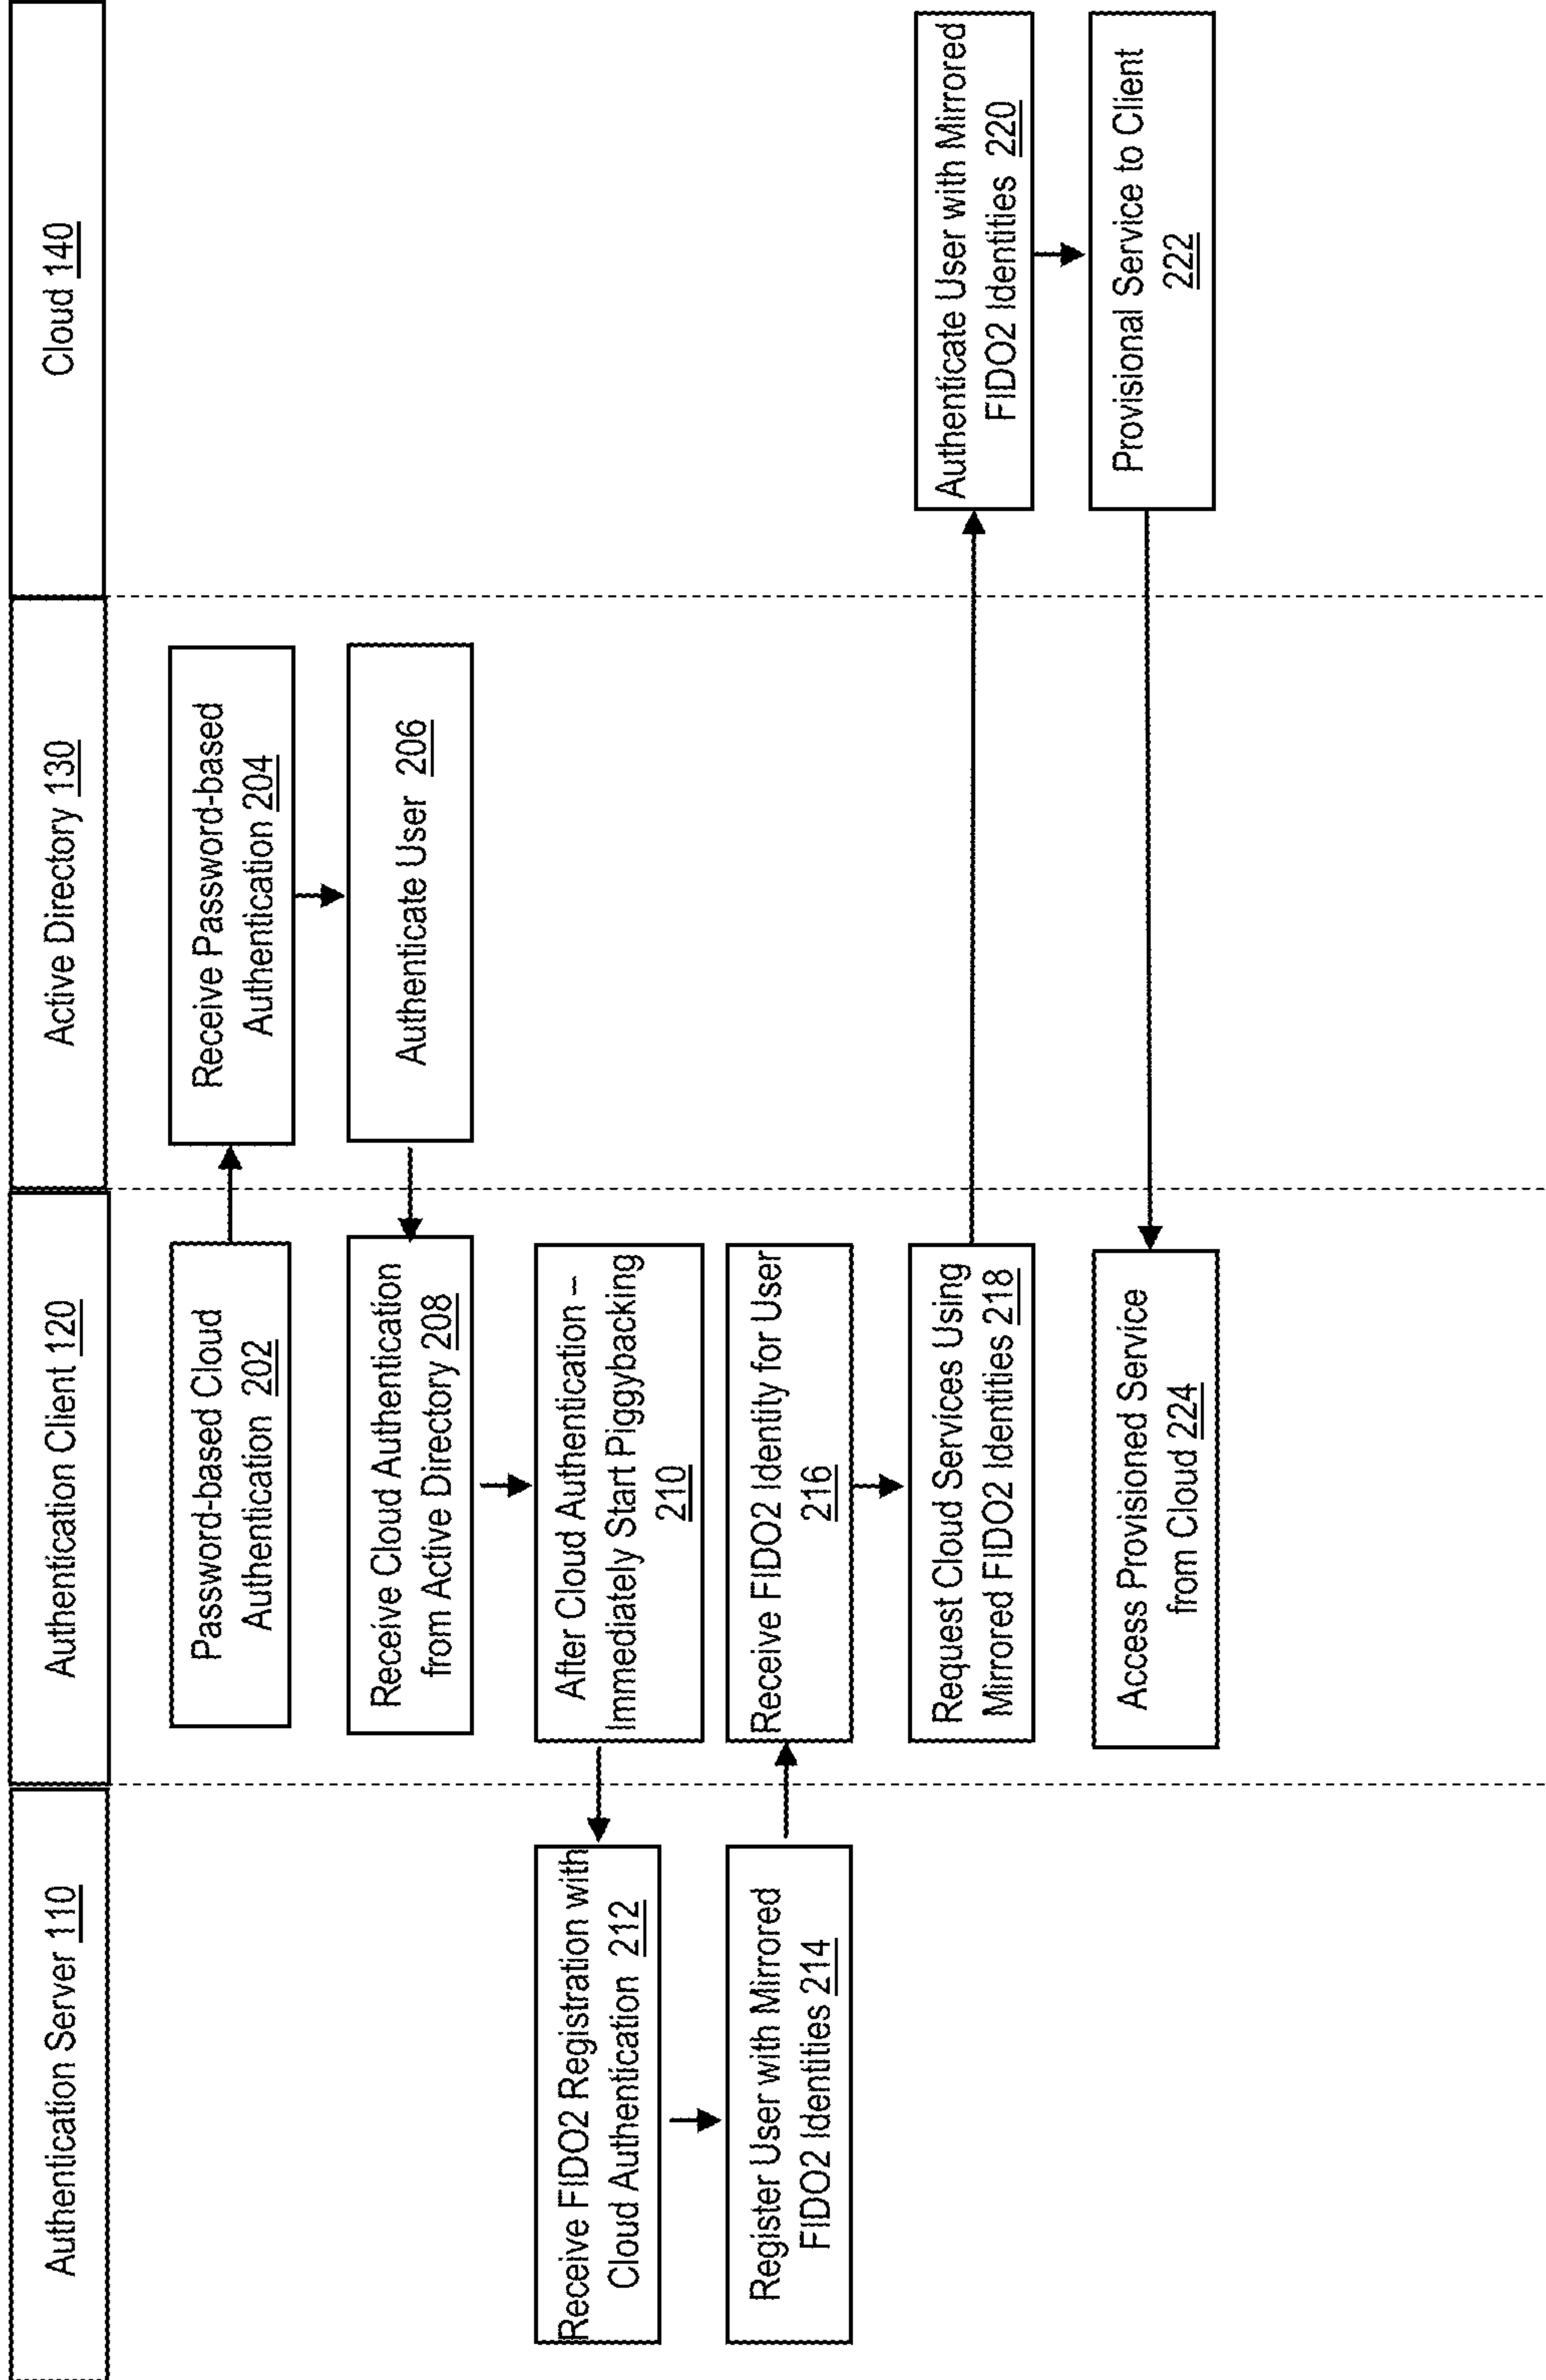 Authentication Server 110
Authentication Client 120
Active Directory 130
Cloud 140
Password-based Cloud
Authentication 202
Receive Password-based
Authentication 204
Authenticate User 206
Receive Cloud Authentication
from Active Directory 208
After Cloud Authentication –
Immediately Start Piggybacking
210
Receive FIDO2 Registration with
Cloud Authentication 212
Register User with Mirrored
FIDO2 Identities 214
Receive FIDO2 Identity for User
216
Request Cloud Services Using
Mirrored FIDO2 Identities 218
Authenticate User with Mirrored
FIDO2 Identities 220
Provisional Service to Client
222
Access Provisioned Service
from Cloud 224